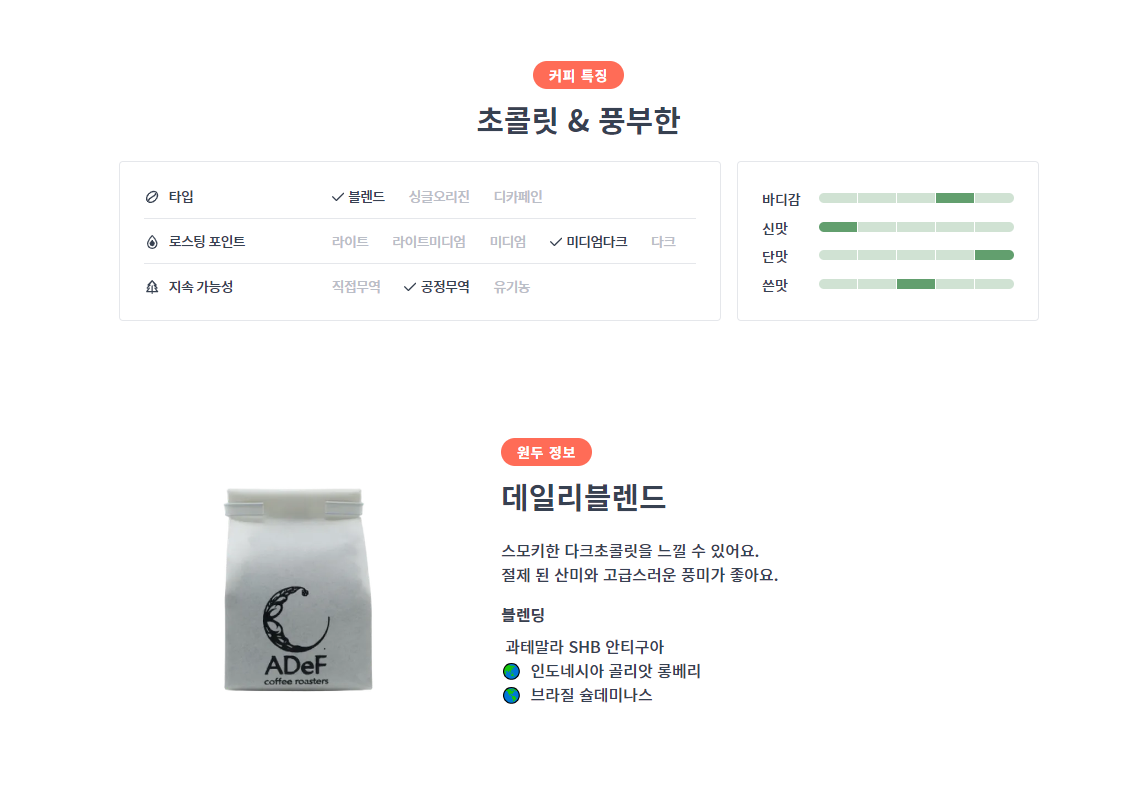 커피 특징
초콜릿 & 풍부한
타입 블렌드 싱글오리진 디카페인
로스팅 포인트 라이트 라이트미디엄 미디엄 미디엄다크 다크
지속 가능성 직접무역 공정무역 유기농
바디감
신맛
단맛
쓴맛
원두 정보
데일리블렌드
스모키한 다크초콜릿을 느낄 수 있어요.
절제 된 산미와 고급스러운 풍미가 좋아요.
블렌딩
과테말라 SHB 안티구아
인도네시아 골리앗 롱베리
브라질 슐데미나스
ADeF
coffee roasters